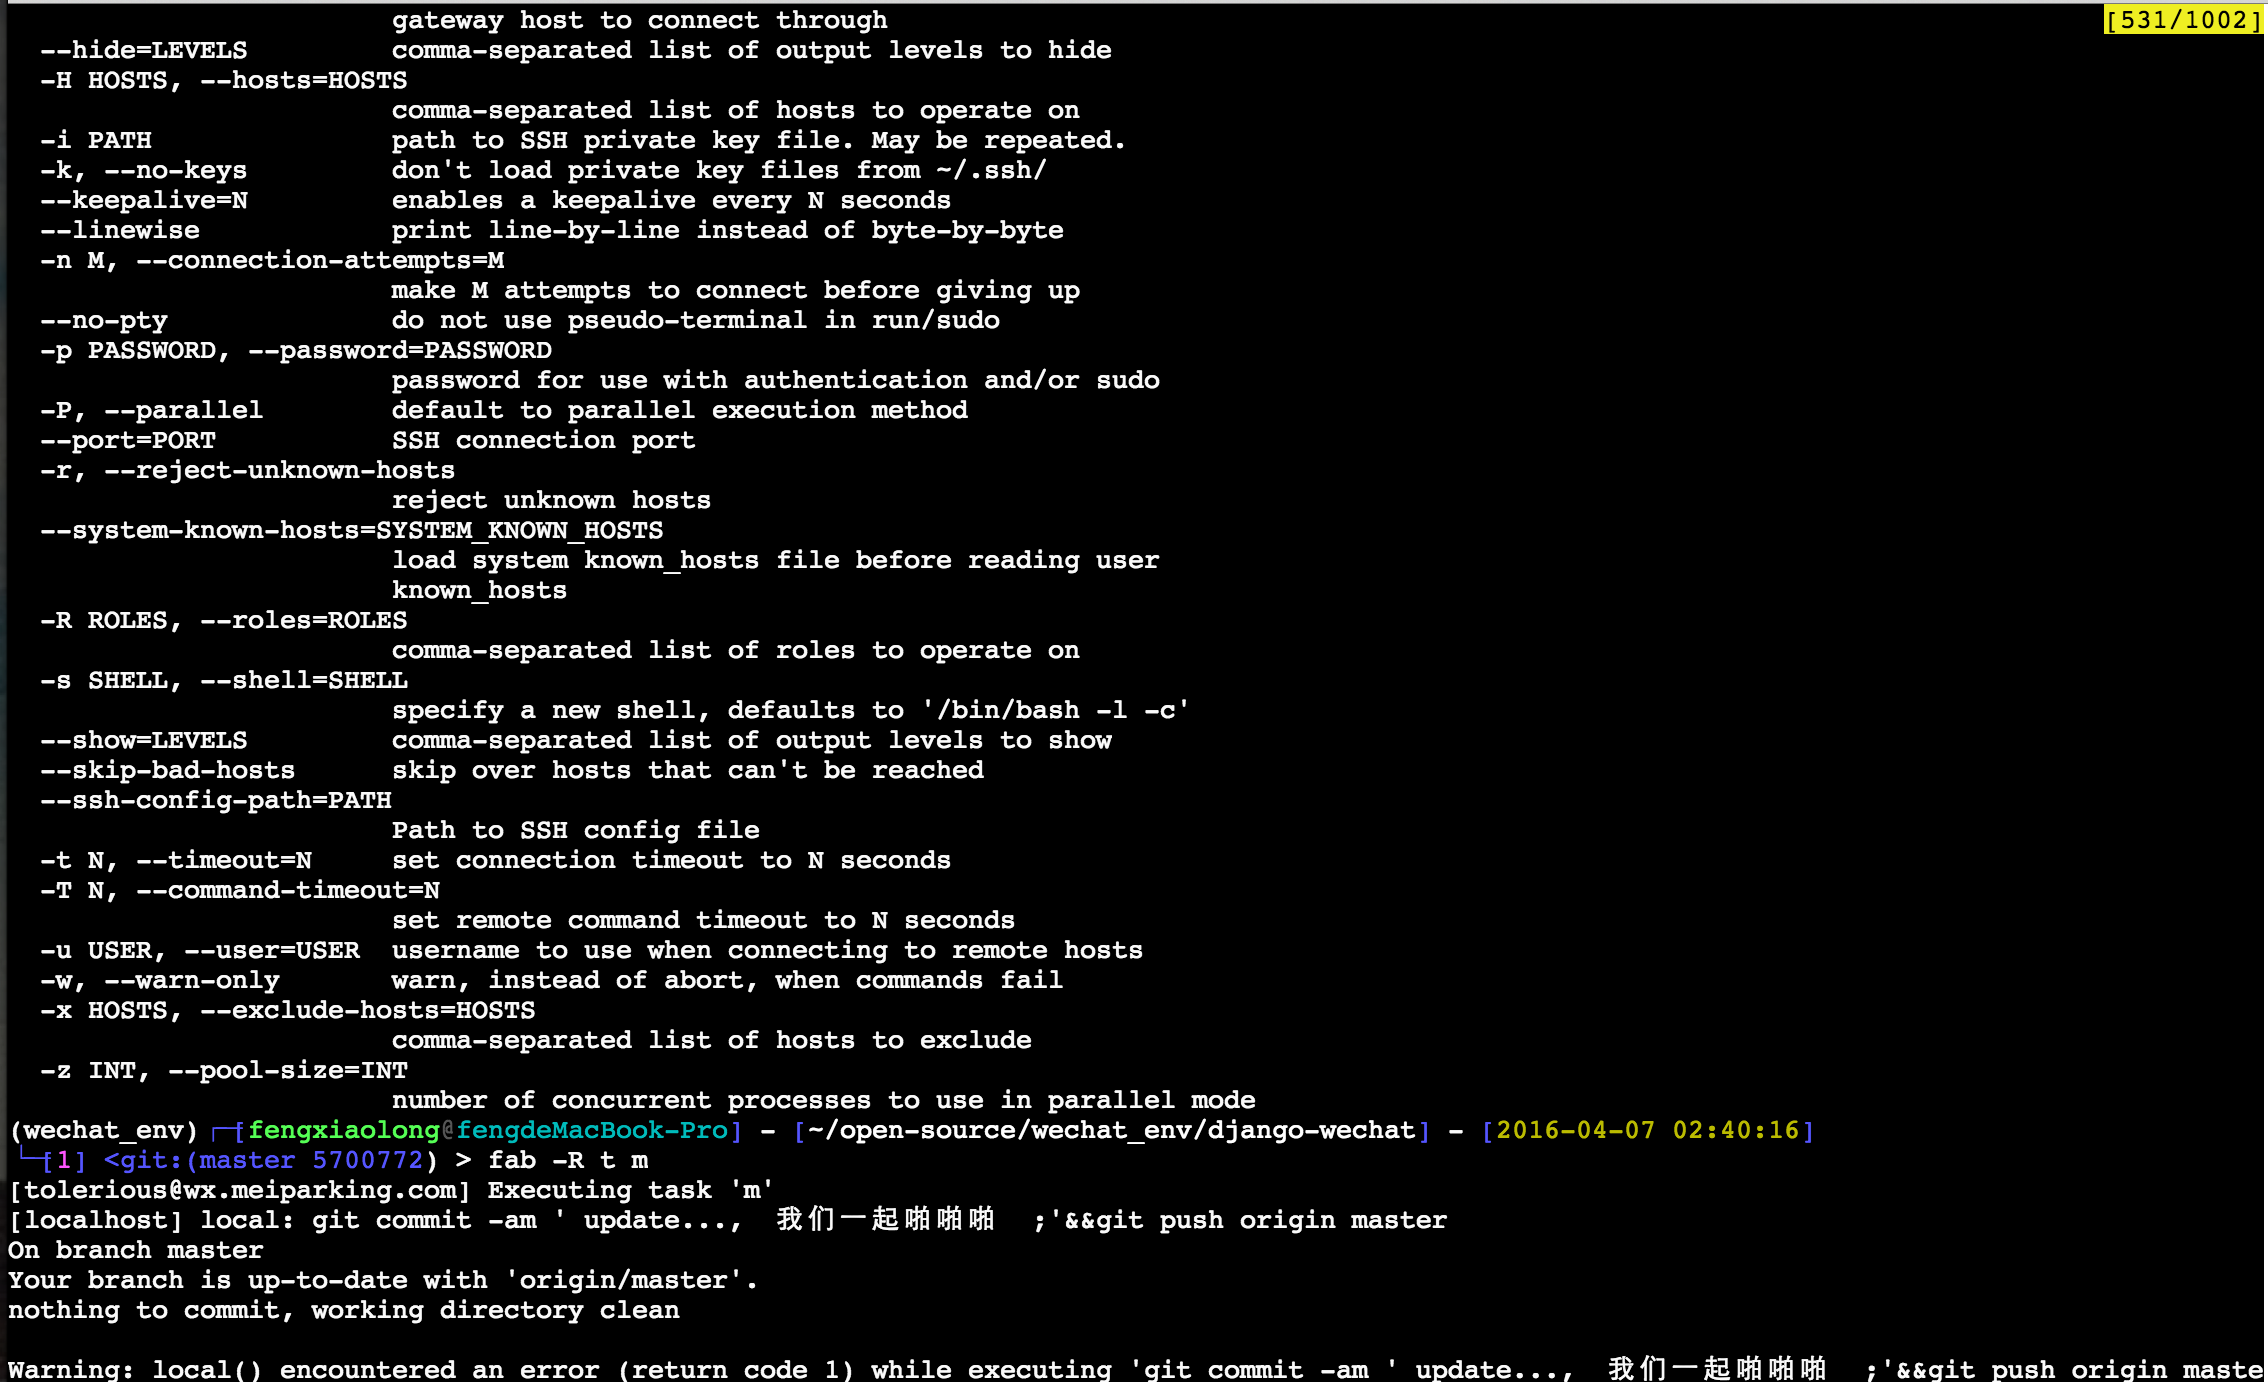 gateway host to connect through
[531/1002]
--hide=LEVELS comma-separated list of output levels to hide
-H HOSTS, --hosts=HOSTS
comma-separated list of hosts to operate on
-i PATH path to SSH private key file. May be repeated.
-k, --no-keys don't load private key files from ~/.ssh/
--keepalive=N enables a keepalive every N seconds
--linewise print line-by-line instead of byte-by-byte
-n M, --connection-attempts=M
make M attempts to connect before giving up
--no-pty do not use pseudo-terminal in run/sudo
-p PASSWORD, --password=PASSWORD
password for use with authentication and/or sudo
-P, --parallel default to parallel execution method
--port=PORT SSH connection port
-r, --reject-unknown-hosts
reject unknown hosts
--system-known-hosts=SYSTEM_KNOWN_HOSTS
load system known_hosts file before reading user
known_hosts
-R ROLES, --roles=ROLES
comma-separated list of roles to operate on
-s SHELL, --shell=SHELL
specify a new shell, defaults to '/bin/bash -l -c'
--show=LEVELS comma-separated list of output levels to show
--skip-bad-hosts skip over hosts that can't be reached
--ssh-config-path=PATH
Path to SSH config file
-t N, --timeout=N set connection timeout to N seconds
-T N, --command-timeout=N
set remote command timeout to N seconds
-u USER, --user=USER username to use when connecting to remote hosts
-w, --warn-only warn, instead of abort, when commands fail
-x HOSTS, --exclude-hosts=HOSTS
comma-separated list of hosts to exclude
-z INT, --pool-size=INT
number of concurrent processes to use in parallel mode
(wechat_env) ┌─[fengxiaolong@fengdeMacBook-Pro] - [~/open-source/wechat_env/django-wechat] - [2016-04-07 02:40:16]
└─[1] <git:(master 5700772) > fab -R t m
[tolerious@wx.meiparking.com] Executing task 'm'
[localhost] local: git commit -am ' update..., 我们一起啪啪啪 ;'&&git push origin master
On branch master
Your branch is up-to-date with 'origin/master'.
nothing to commit, working directory clean
Warning: local() encountered an error (return code 1) while executing 'git commit -am ' update..., 我们一起啪啪啪 ;'&&git push origin maste